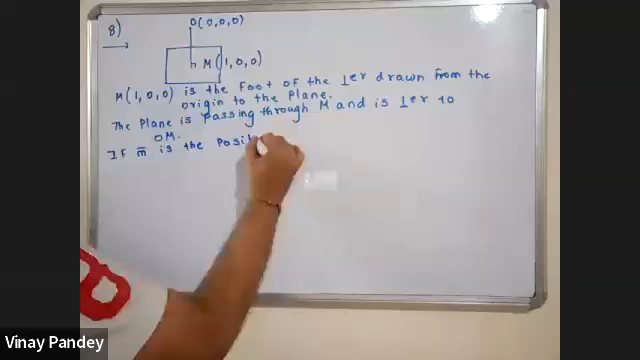 8)
O(0,0,0)
M(1,0,0)
M(1,0,0) is the Foot of the ⊥er drawn from the
origin to the plane.
The plane is passing through M and is ⊥er to
OM.
If m̅ is the posit
Vinay Pandey